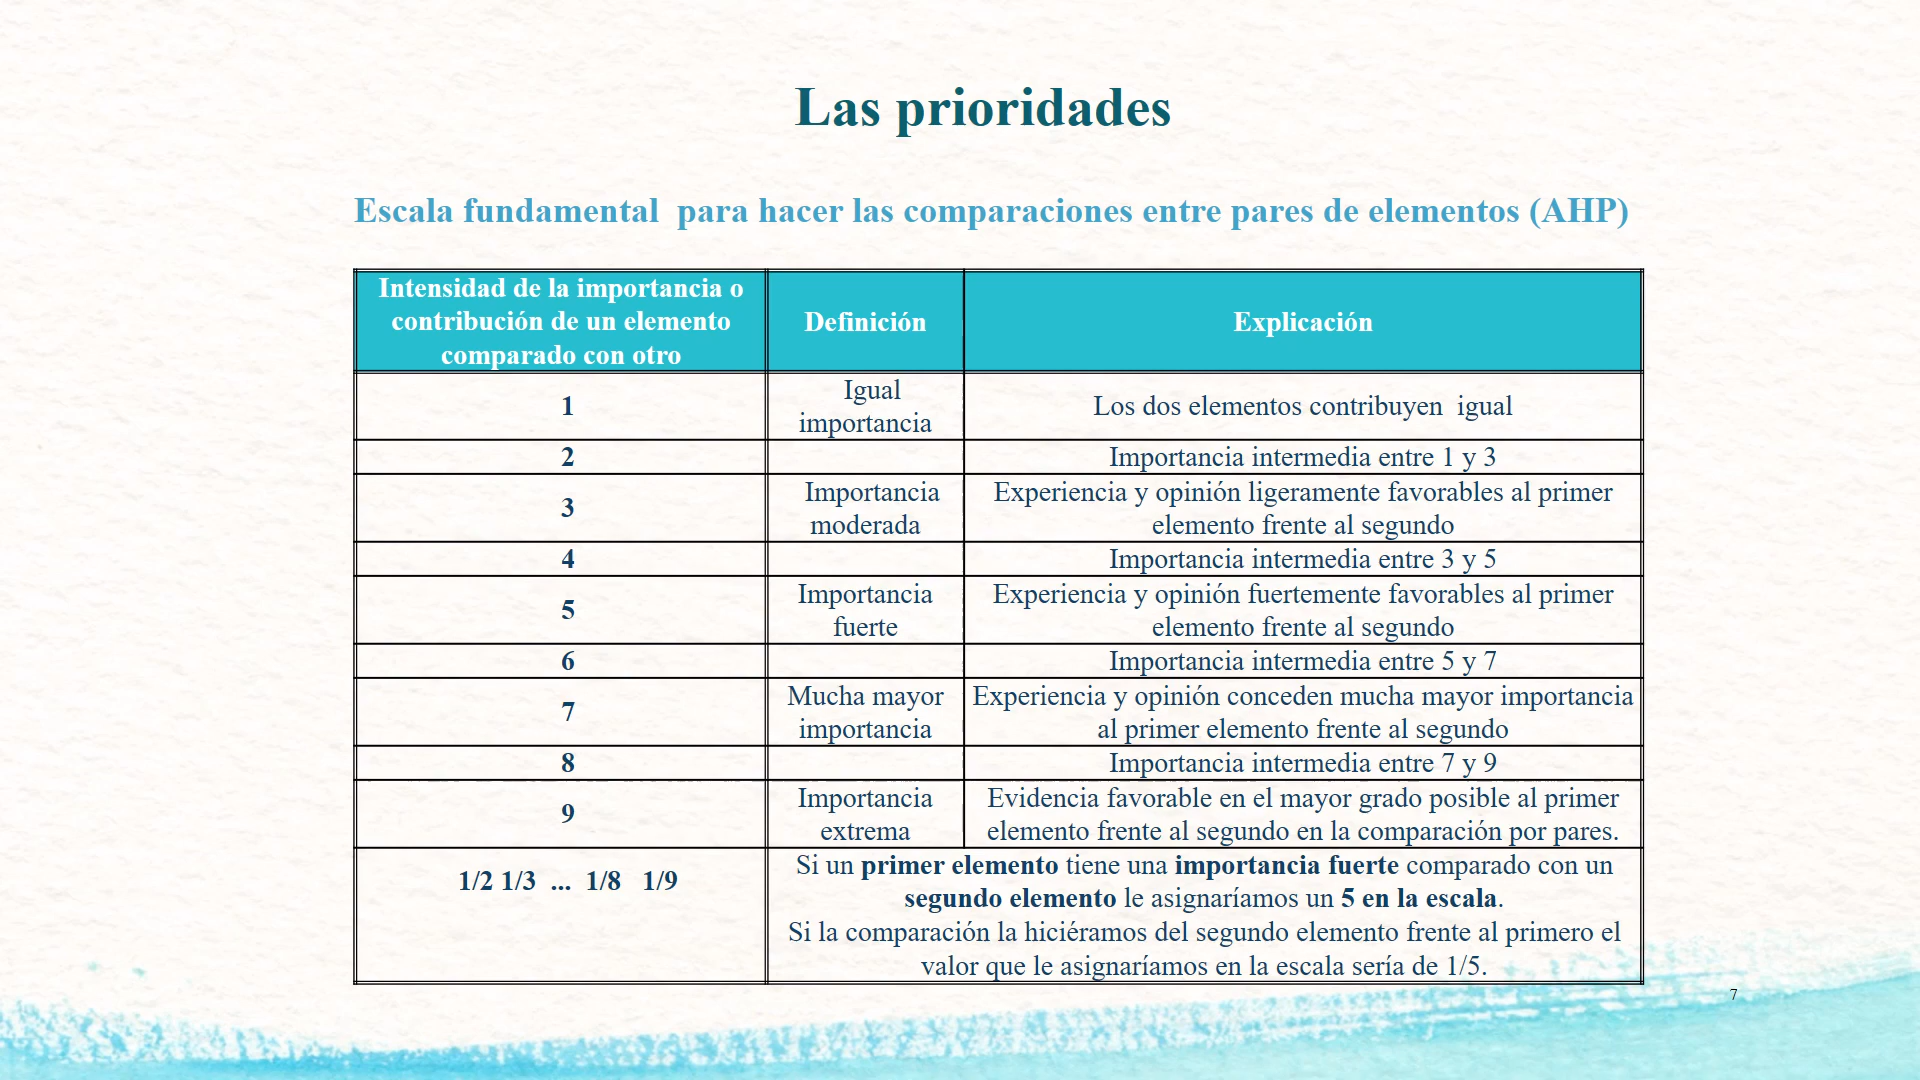 Las prioridades
Escala fundamental  para hacer las comparaciones entre pares de elementos (AHP)
Intensidad de la importancia o
contribución de un elemento
comparado con otro
Definición
Explicación
1
Igual
importancia
Los dos elementos contribuyen  igual
2
Importancia intermedia entre 1 y 3
3
Importancia
moderada
Experiencia y opinión ligeramente favorables al primer
elemento frente al segundo
4
Importancia intermedia entre 3 y 5
5
Importancia
fuerte
Experiencia y opinión fuertemente favorables al primer
elemento frente al segundo
6
Importancia intermedia entre 5 y 7
7
Mucha mayor
importancia
Experiencia y opinión conceden mucha mayor importancia
al primer elemento frente al segundo
8
Importancia intermedia entre 7 y 9
9
Importancia
extrema
Evidencia favorable en el mayor grado posible al primer
elemento frente al segundo en la comparación por pares.
1/2 1/3  ...  1/8   1/9
Si un primer elemento tiene una importancia fuerte comparado con un
segundo elemento le asignaríamos un 5 en la escala.
Si la comparación la hiciéramos del segundo elemento frente al primero el
valor que le asignaríamos en la escala sería de 1/5.
7